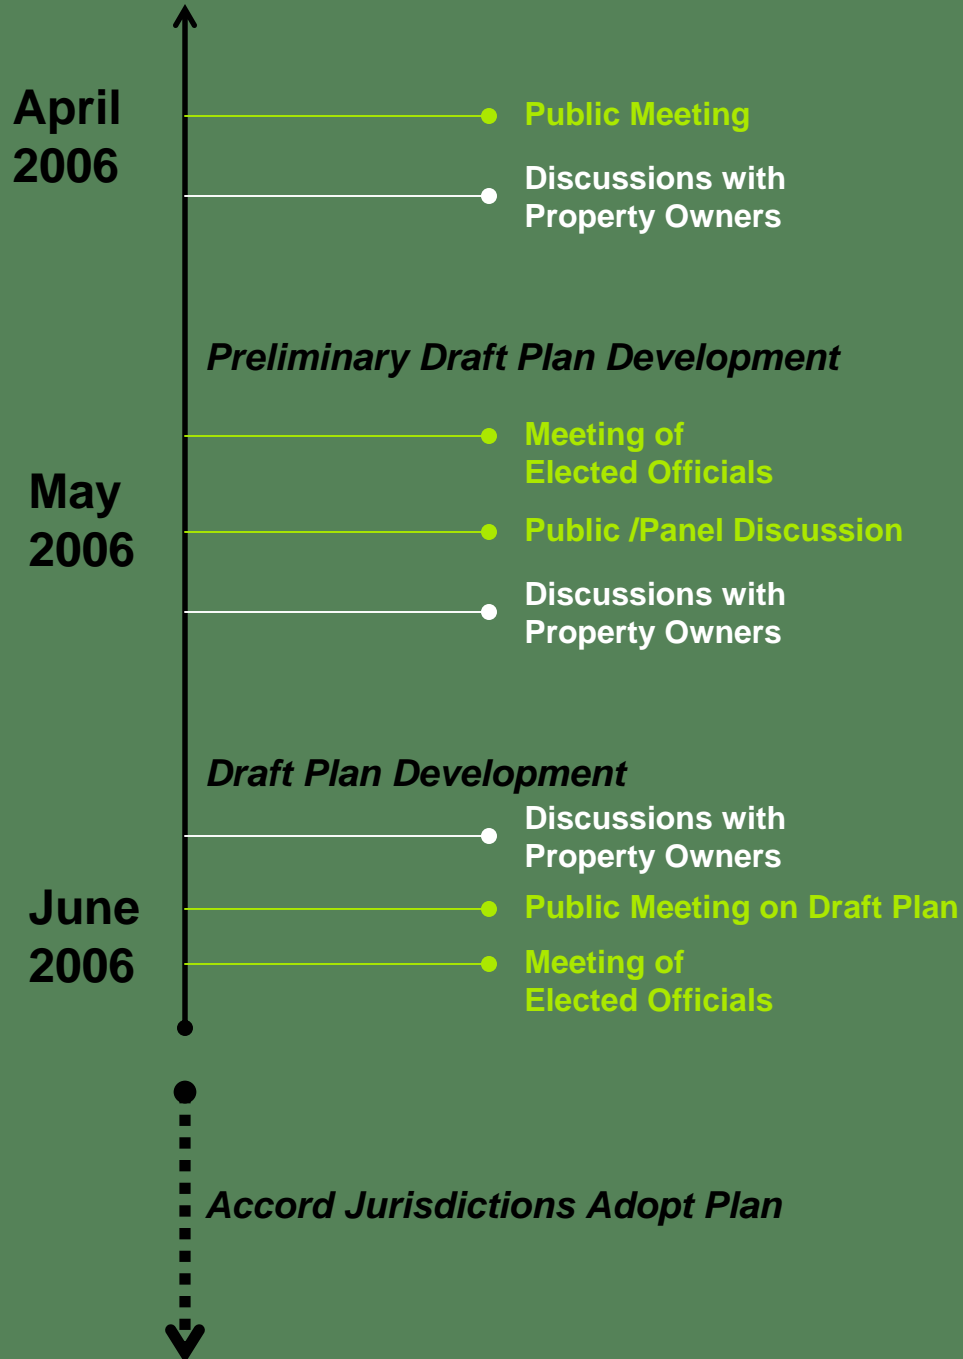 April
2006
Public Meeting
Discussions with
Property Owners
Preliminary Draft Plan Development
May
2006
Meeting of
Elected Officials
Public /Panel Discussion
Discussions with
Property Owners
Draft Plan Development
June
2006
Discussions with
Property Owners
Public Meeting on Draft Plan
Meeting of
Elected Officials
Accord Jurisdictions Adopt Plan